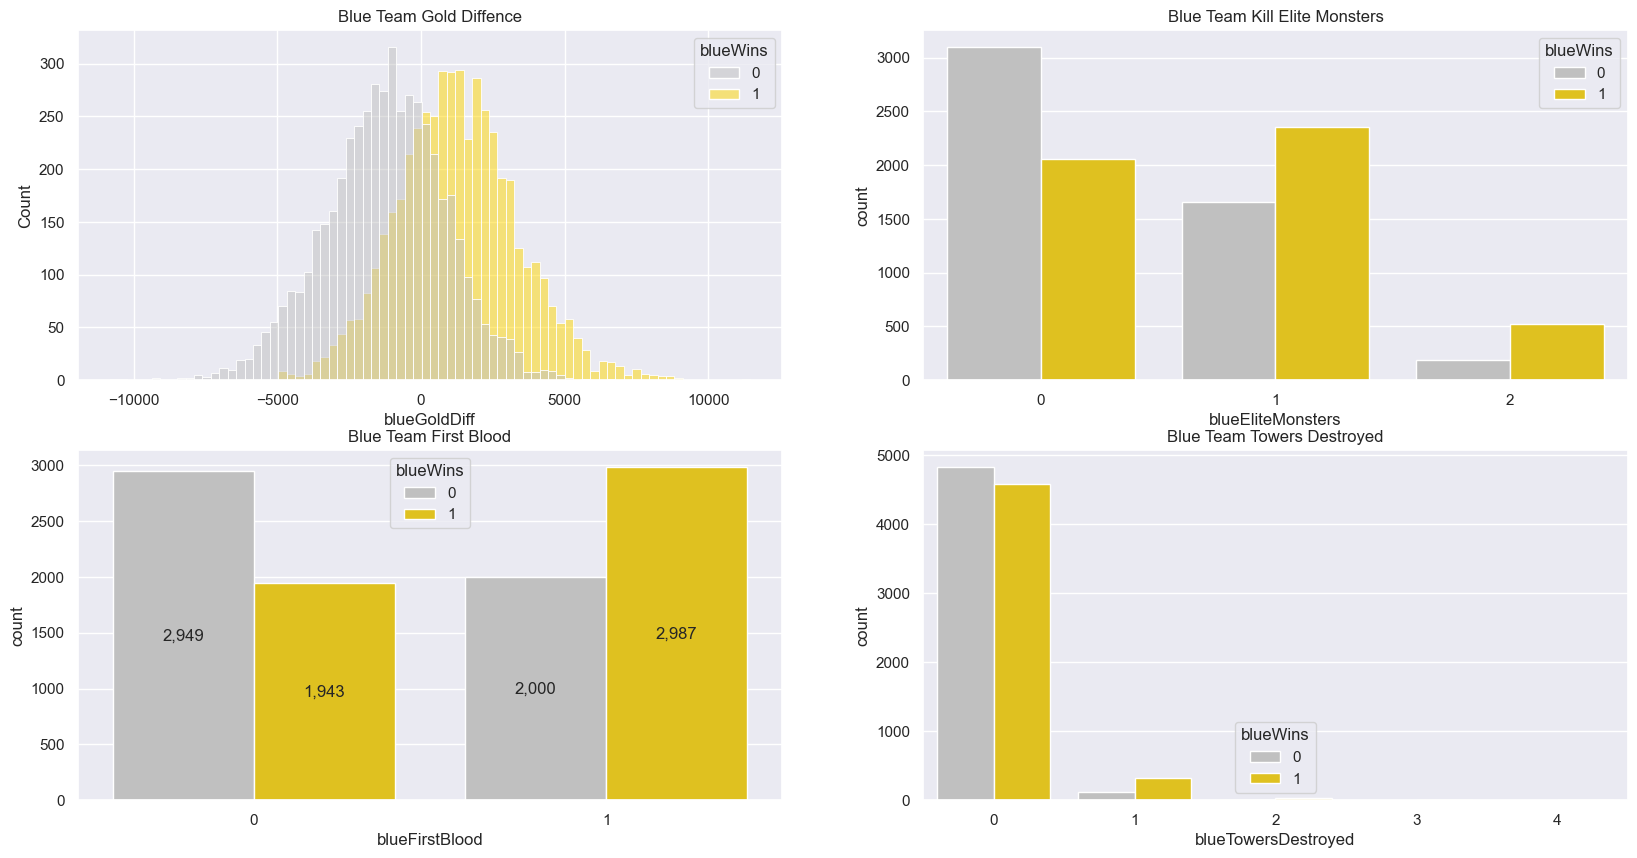 Blue Team Gold Diffence
Count
300
250
200
150
100
50
0
blueWins
0
1
−10000 −5000 0 5000 10000
blueGoldDiff
Blue Team Kill Elite Monsters
count
3000
2500
2000
1500
1000
500
0
blueWins
0
1
0 1 2
blueEliteMonsters
Blue Team First Blood
count
3000
2500
2000
1500
1000
500
0
blueWins
0
1
2,949
1,943
2,000
2,987
0 1
blueFirstBlood
Blue Team Towers Destroyed
count
5000
4000
3000
2000
1000
0
blueWins
0
1
0 1 2 3 4
blueTowersDestroyed